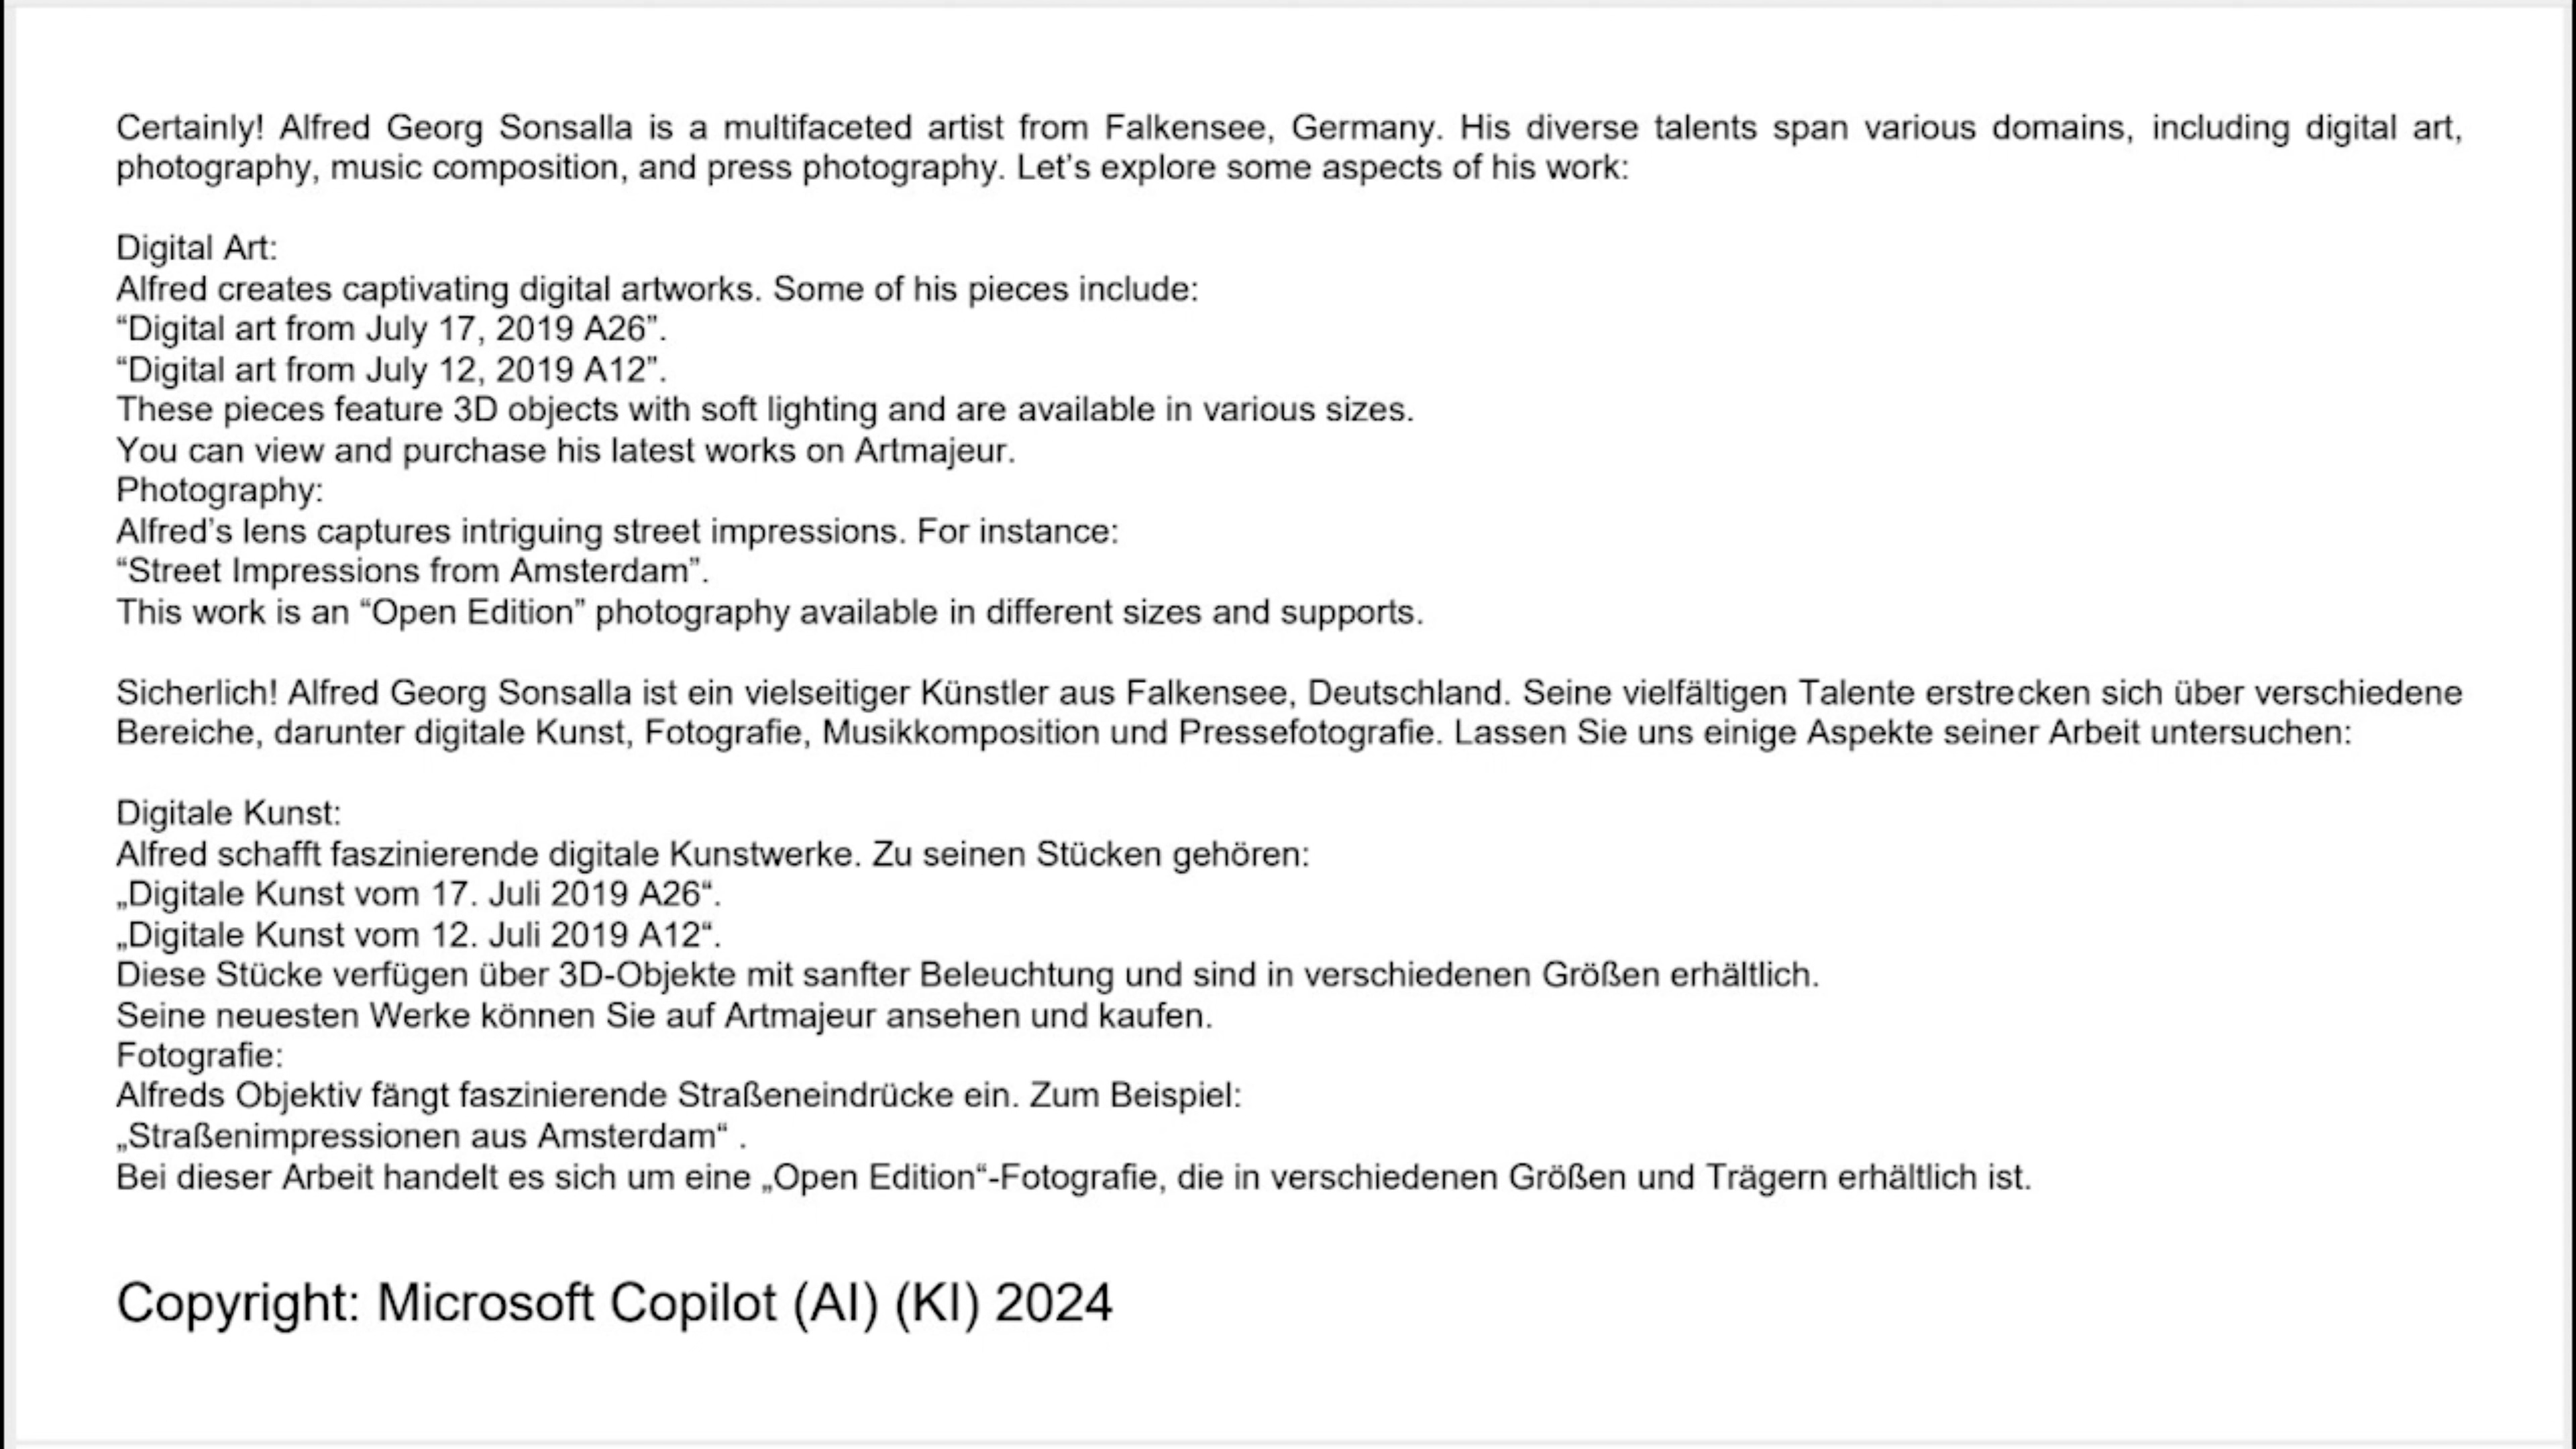 Certainly! Alfred Georg Sonsalla is a multifaceted artist from Falkensee, Germany. His diverse talents span various domains, including digital art,
photography, music composition, and press photography. Let’s explore some aspects of his work:
Digital Art:
Alfred creates captivating digital artworks. Some of his pieces include:
“Digital art from July 17, 2019 A26”.
“Digital art from July 12, 2019 A12”.
These pieces feature 3D objects with soft lighting and are available in various sizes.
You can view and purchase his latest works on Artmajeur.
Photography:
Alfred’s lens captures intriguing street impressions. For instance:
“Street Impressions from Amsterdam”.
This work is an “Open Edition” photography available in different sizes and supports.
Sicherlich! Alfred Georg Sonsalla ist ein vielseitiger Künstler aus Falkensee, Deutschland. Seine vielfältigen Talente erstrecken sich über verschiedene
Bereiche, darunter digitale Kunst, Fotografie, Musikkomposition und Pressefotografie. Lassen Sie uns einige Aspekte seiner Arbeit untersuchen:
Digitale Kunst:
Alfred schafft faszinierende digitale Kunstwerke. Zu seinen Stücken gehören:
„Digitale Kunst vom 17. Juli 2019 A26“.
„Digitale Kunst vom 12. Juli 2019 A12“.
Diese Stücke verfügen über 3D-Objekte mit sanfter Beleuchtung und sind in verschiedenen Größen erhältlich.
Seine neuesten Werke können Sie auf Artmajeur ansehen und kaufen.
Fotografie:
Alfreds Objektiv fängt faszinierende Straßeneindrücke ein. Zum Beispiel:
„Straßenimpressionen aus Amsterdam“ .
Bei dieser Arbeit handelt es sich um eine „Open Edition“-Fotografie, die in verschiedenen Größen und Trägern erhältlich ist.
Copyright: Microsoft Copilot (AI) (KI) 2024